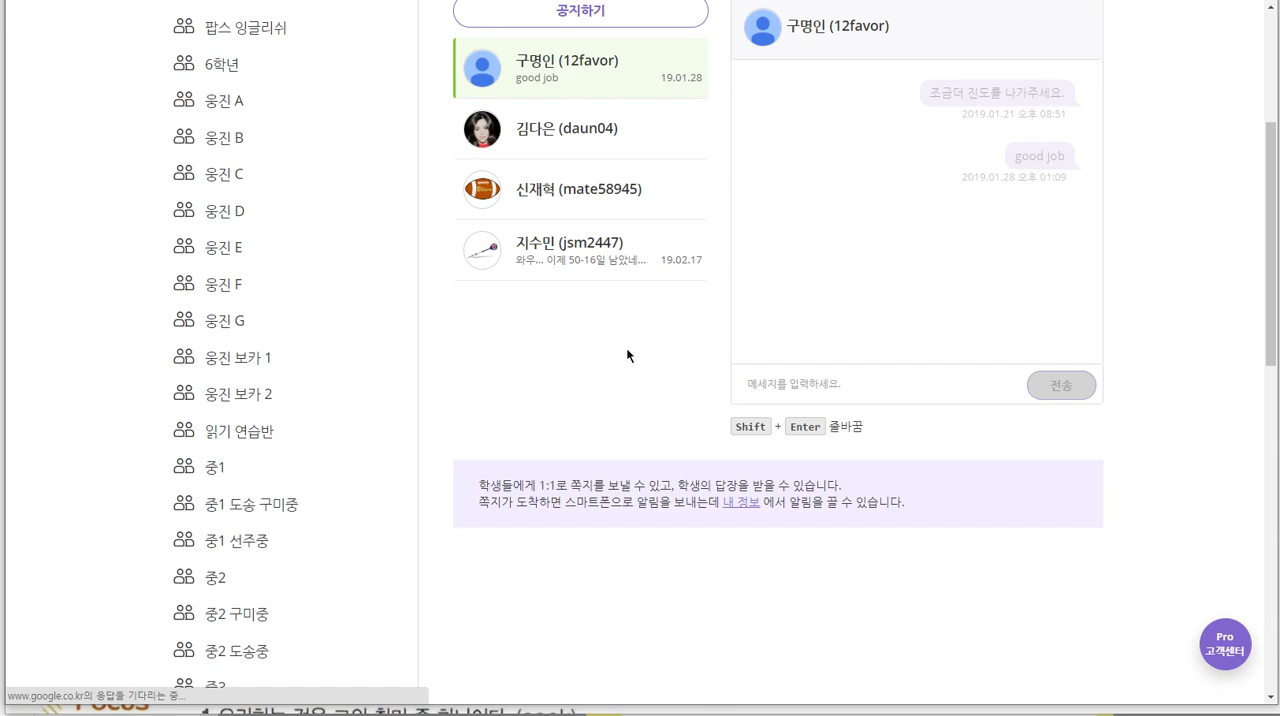 팝스 잉글리쉬
6학년
웅진 A
웅진 B
웅진 C
웅진 D
웅진 E
웅진 F
웅진 G
웅진 보카 1
웅진 보카 2
읽기 연습반
중1
중1 도송 구미중
중1 선주중
중2
중2 구미중
중2 도송중
중3
공지하기
구명인 (12favor)
good job 19.01.28
김다은 (daun04)
신재혁 (mate58945)
지수민 (jsm2447)
와우... 이제 50-16일 남았네... 19.02.17
구명인 (12favor)
조금더 진도를 나가주세요.
2019.01.21 오후 08:51
good job
2019.01.28 오후 01:09
메세지를 입력하세요. 전송
Shift + Enter 줄바꿈
학생들에게 1:1로 쪽지를 보낼 수 있고, 학생의 답장을 받을 수 있습니다.
쪽지가 도착하면 스마트폰으로 알림을 보내는데 내 정보 에서 알림을 끌 수 있습니다.
Pro
고객센터
www.google.co.kr의 응답을 기다리는 중...